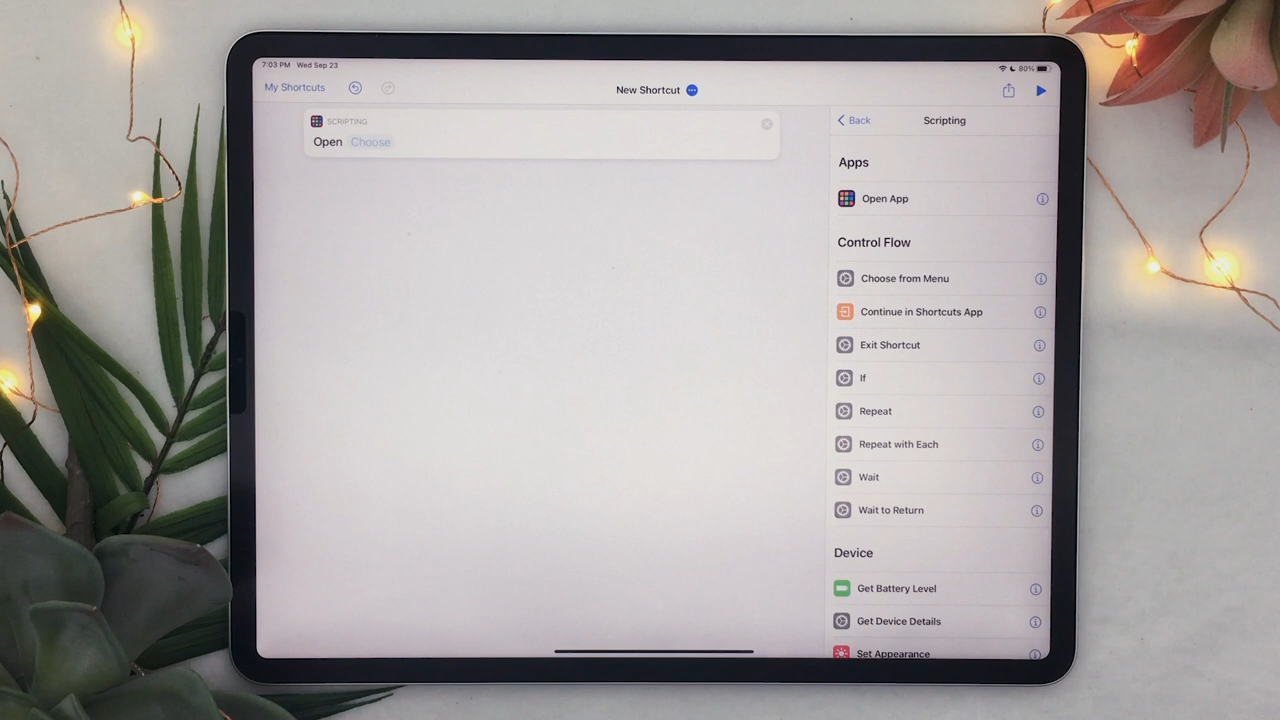 7:03 PM Wed Sep 23
80%
My Shortcuts
New Shortcut
SCRIPTING
Open Choose
Back
Scripting
Apps
Open App
Control Flow
Choose from Menu
Continue in Shortcuts App
Exit Shortcut
If
Repeat
Repeat with Each
Wait
Wait to Return
Device
Get Battery Level
Get Device Details
Set Appearance